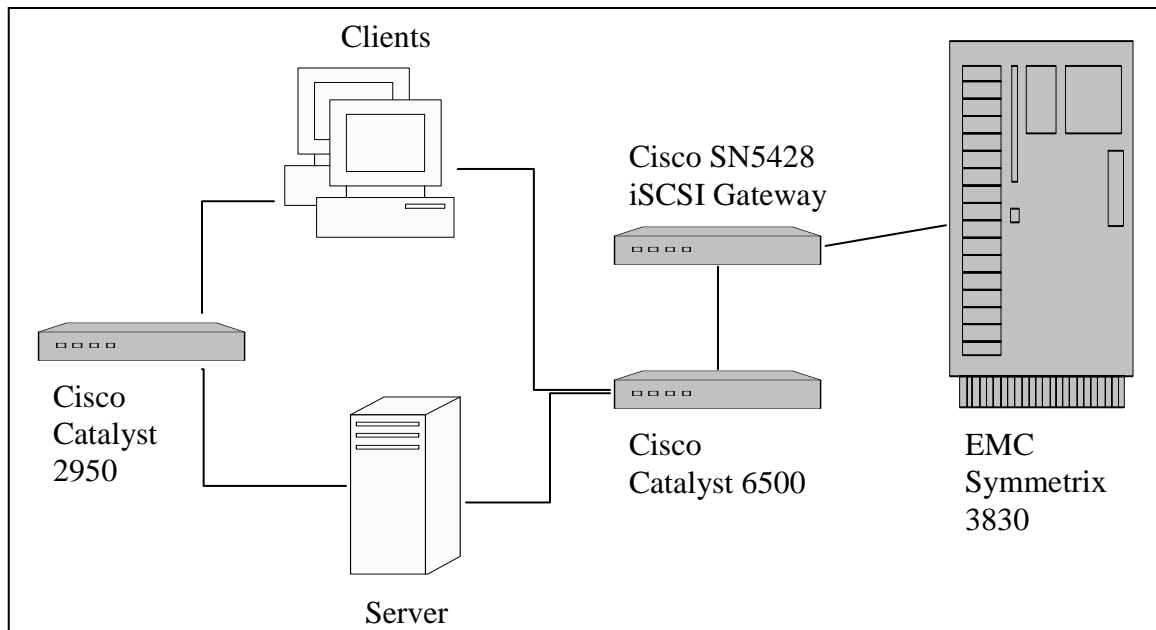 Clients
Cisco SN5428
iSCSI Gateway
Cisco
Catalyst
2950
Cisco
Catalyst 6500
EMC
Symmetrix
3830
Server